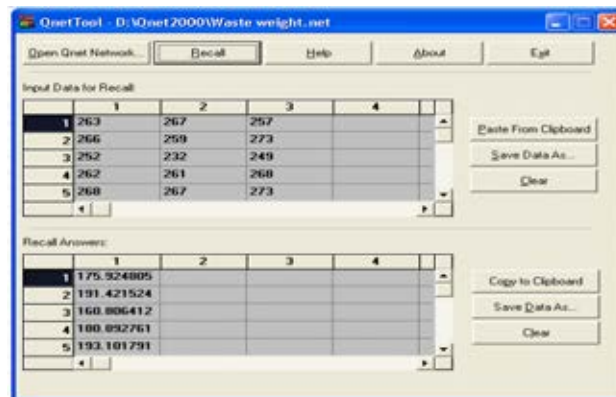 QnetTool - D:\Qnet2000\Waste weight.net
Open Qnet Network... Recall Help About Exit
Input Data for Recall:
1 2 3 4
1 263 267 257
2 266 259 273
3 252 232 249
4 262 261 268
5 268 267 273
Paste From Clipboard
Save Data As...
Clear
Recall Answers:
1 2 3 4
1 175.924805
2 191.421524
3 160.806412
4 180.892761
5 193.101791
Copy to Clipboard
Save Data As...
Clear